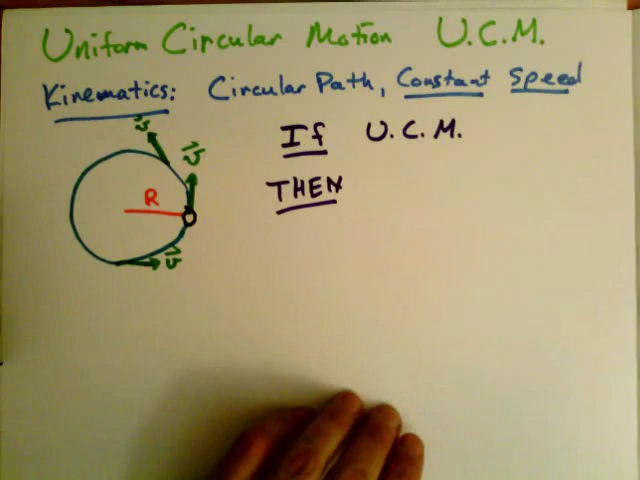 Uniform Circular Motion U.C.M.
Kinematics: Circular Path, Constant Speed
v
If U.C.M.
v
THEN
R
v